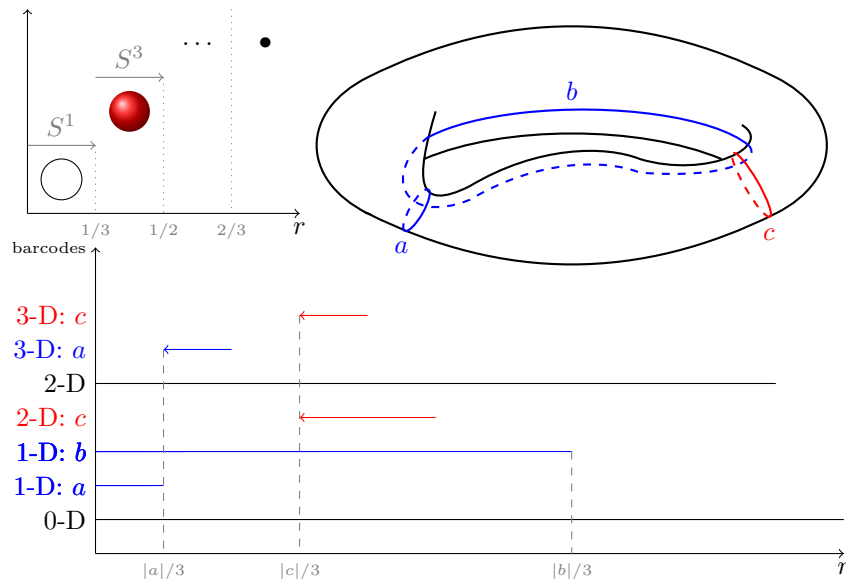 S^1
S^3
...
1/3
1/2
2/3
r
b
a
c
barcodes
3-D: c
3-D: a
2-D
2-D: c
1-D: b
1-D: a
0-D
|a|/3
|c|/3
|b|/3
r